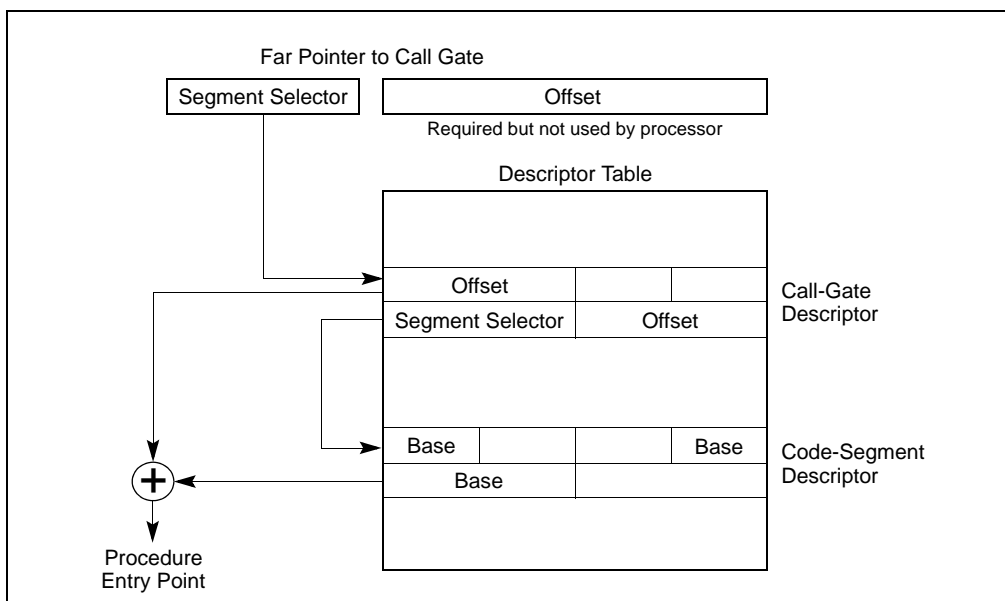 Far Pointer to Call Gate
Segment Selector
Offset
Required but not used by processor
Descriptor Table
Offset
Call-Gate
Descriptor
Segment Selector
Offset
Base
Base
Code-Segment
Descriptor
Base
Procedure
Entry Point